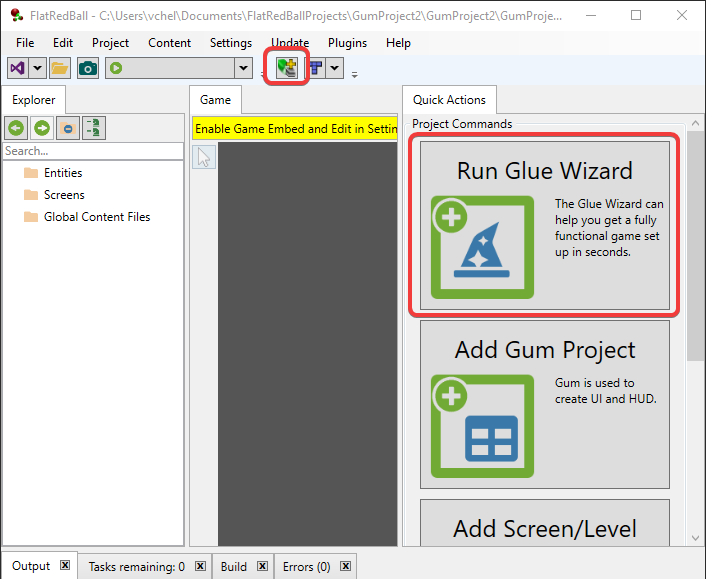 FlatRedBall - C:\Users\vchel\Documents\FlatRedBallProjects\GumProject2\GumProject2\GumProje...
File Edit Project Content Settings Update Plugins Help
Explorer
Game
Quick Actions
Enable Game Embed and Edit in Settin
Project Commands
Search...
Entities
Screens
Global Content Files
Run Glue Wizard
The Glue Wizard can
help you get a fully
functional game set
up in seconds.
Add Gum Project
Gum is used to
create UI and HUD.
Add Screen/Level
Output Tasks remaining: 0 Build Errors (0)